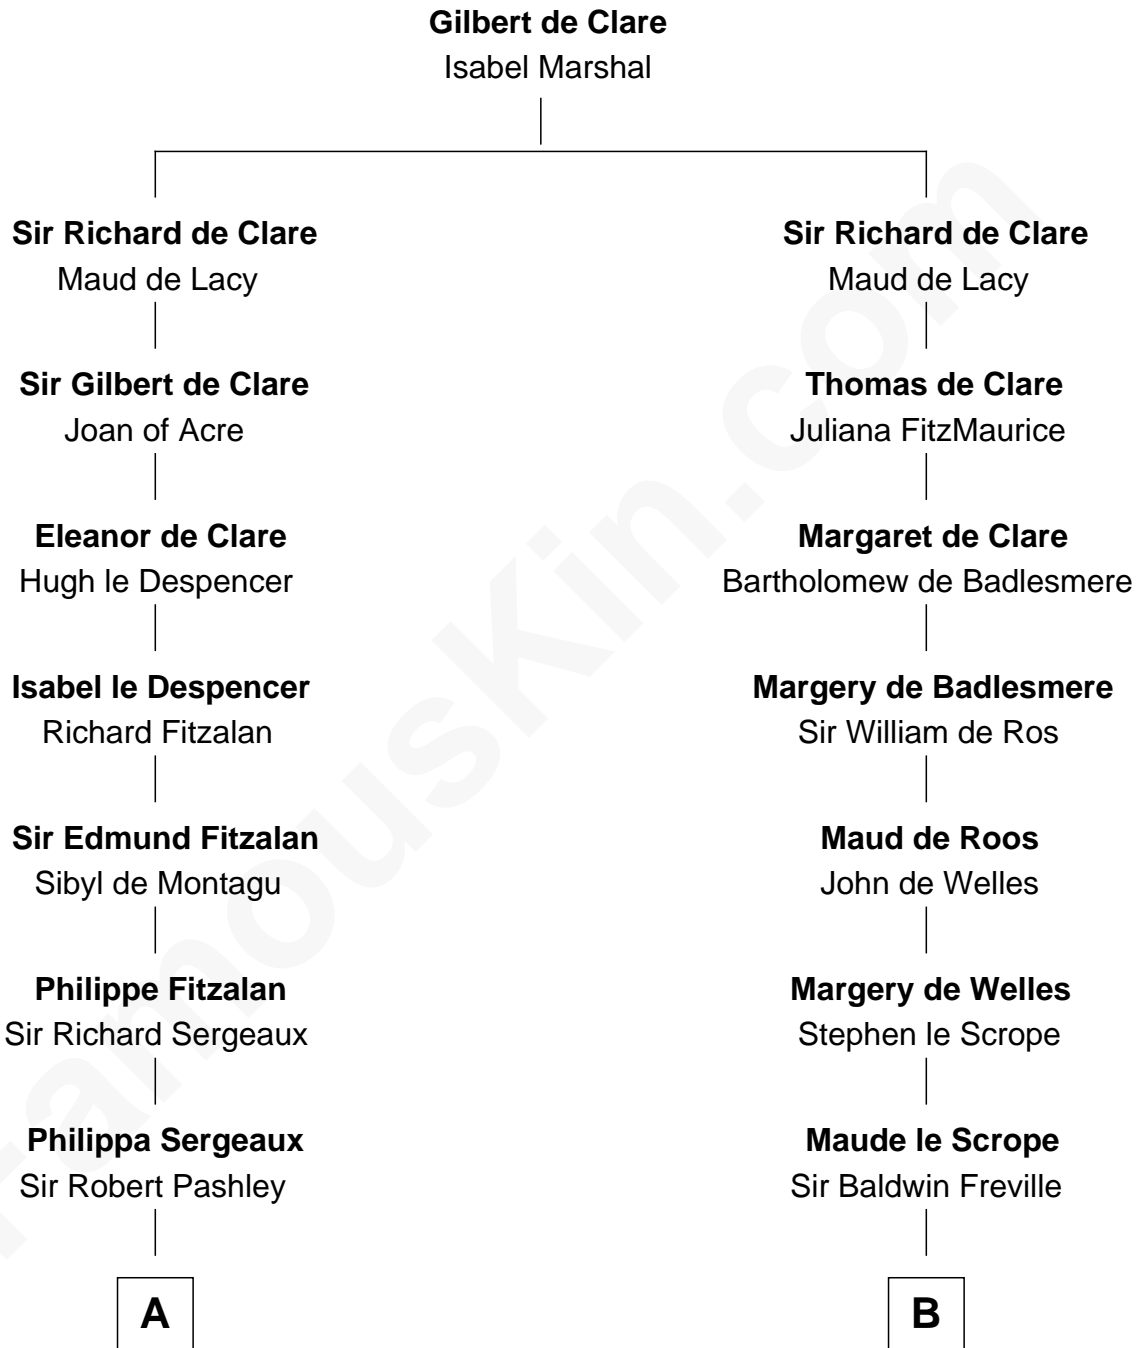 Gilbert de Clare
Isabel Marshal
Sir Richard de Clare
Maud de Lacy
Sir Gilbert de Clare
Joan of Acre
Eleanor de Clare
Hugh le Despencer
Isabel le Despencer
Richard Fitzalan
Sir Edmund Fitzalan
Sibyl de Montagu
Philippe Fitzalan
Sir Richard Sergeaux
Philippa Sergeaux
Sir Robert Pashley
A
Sir Richard de Clare
Maud de Lacy
Thomas de Clare
Juliana FitzMaurice
Margaret de Clare
Bartholomew de Badlesmere
Margery de Badlesmere
Sir William de Ros
Maud de Roos
John de Welles
Margery de Welles
Stephen le Scrope
Maude le Scrope
Sir Baldwin Freville
B
FamousKin.com